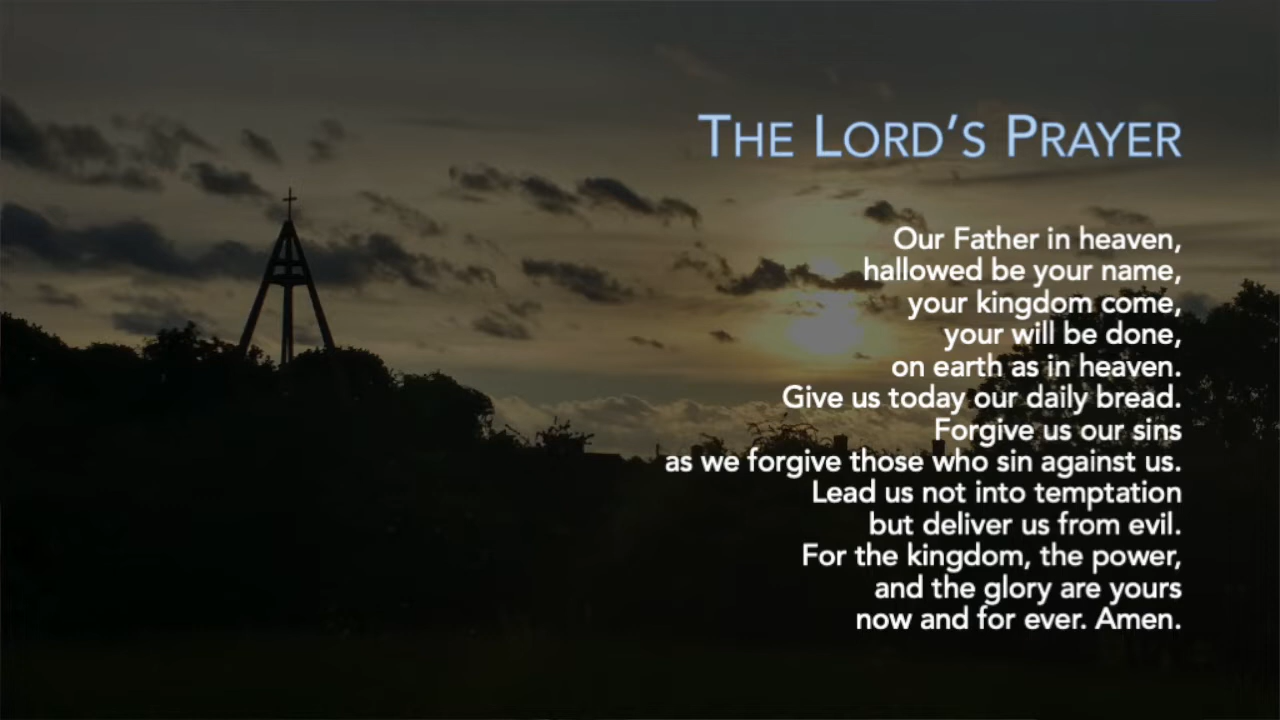 THE LORD'S PRAYER
Our Father in heaven,
hallowed be your name,
your kingdom come,
your will be done,
on earth as in heaven.
Give us today our daily bread.
Forgive us our sins
as we forgive those who sin against us.
Lead us not into temptation
but deliver us from evil.
For the kingdom, the power,
and the glory are yours
now and for ever. Amen.